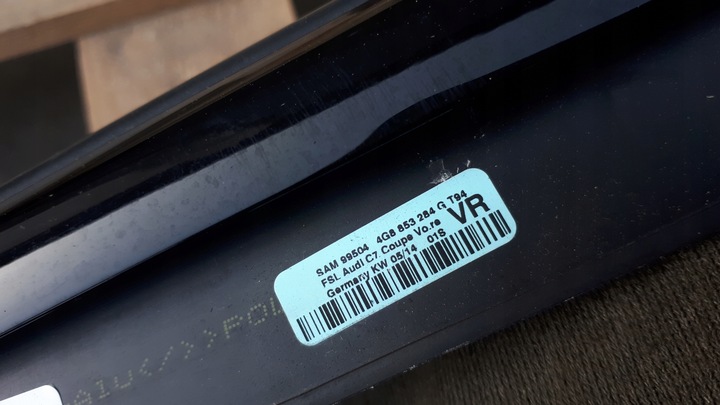 SAM 99504 4G8 853 284 G T94
FSL Audi C7 Coupe Vo.re VR
Germany KW 05/14 01S